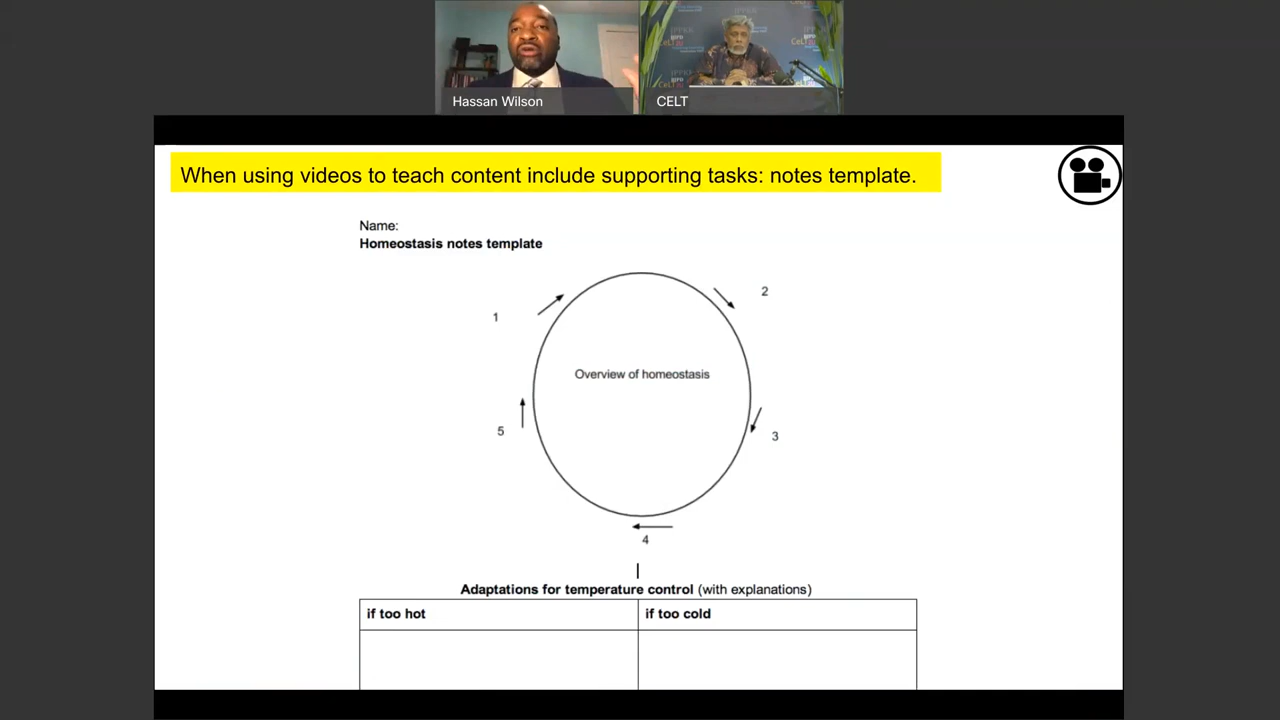 Hassan Wilson
CELT
When using videos to teach content include supporting tasks: notes template.
Name:
Homeostasis notes template
1
2
Overview of homeostasis
5
3
4
Adaptations for temperature control (with explanations)
if too hot
if too cold